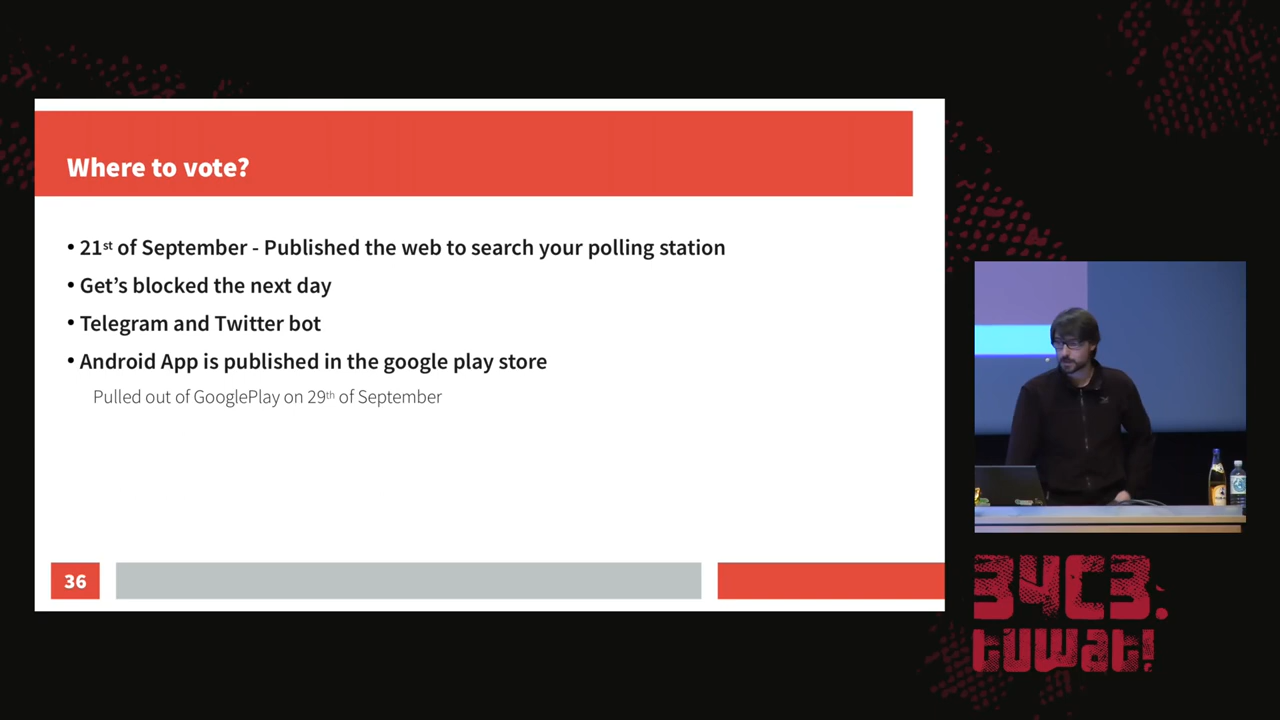 Where to vote?
• 21st of September - Published the web to search your polling station
• Get's blocked the next day
• Telegram and Twitter bot
• Android App is published in the google play store
Pulled out of GooglePlay on 29th of September
36
34C3.
tuwat!